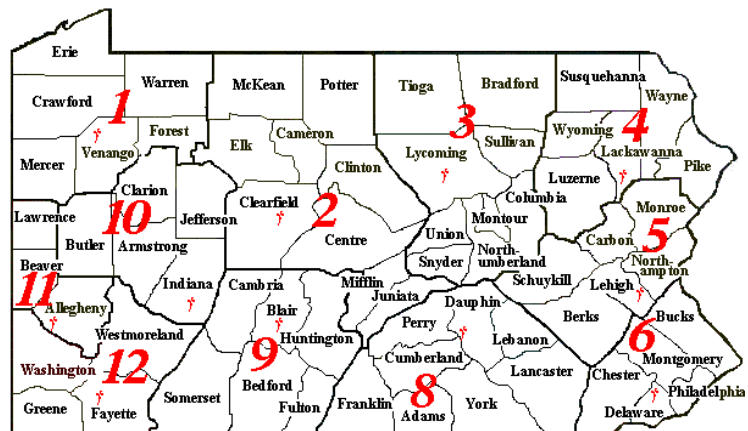 Erie
Warren
McKean
Potter
Tioga
Bradford
Susquehanna
Wayne
Crawford
1
3
4
Forest
Cameron
Wyoming
Sullivan
Venango
Elk
Lycoming
Lackawanna
Mercer
Clinton
Pike
Clarion
Clearfield
Luzerne
Columbia
Lawrence
10
Jefferson
2
Montour
Monroe
Butler
Armstrong
Centre
Union
5
Carbon
Beaver
Snyder
North-
umberland
North-
ampton
11
Indiana
Cambria
Mifflin
Schuykill
Lehigh
Allegheny
Blair
Juniata
Dauphin
Berks
Bucks
Westmoreland
Huntington
Perry
Lebanon
6
12
9
Cumberland
Montgomery
Washington
Bedford
Lancaster
Chester
Philadelphia
Somerset
8
Greene
Fayette
Fulton
Franklin
Adams
York
Delaware